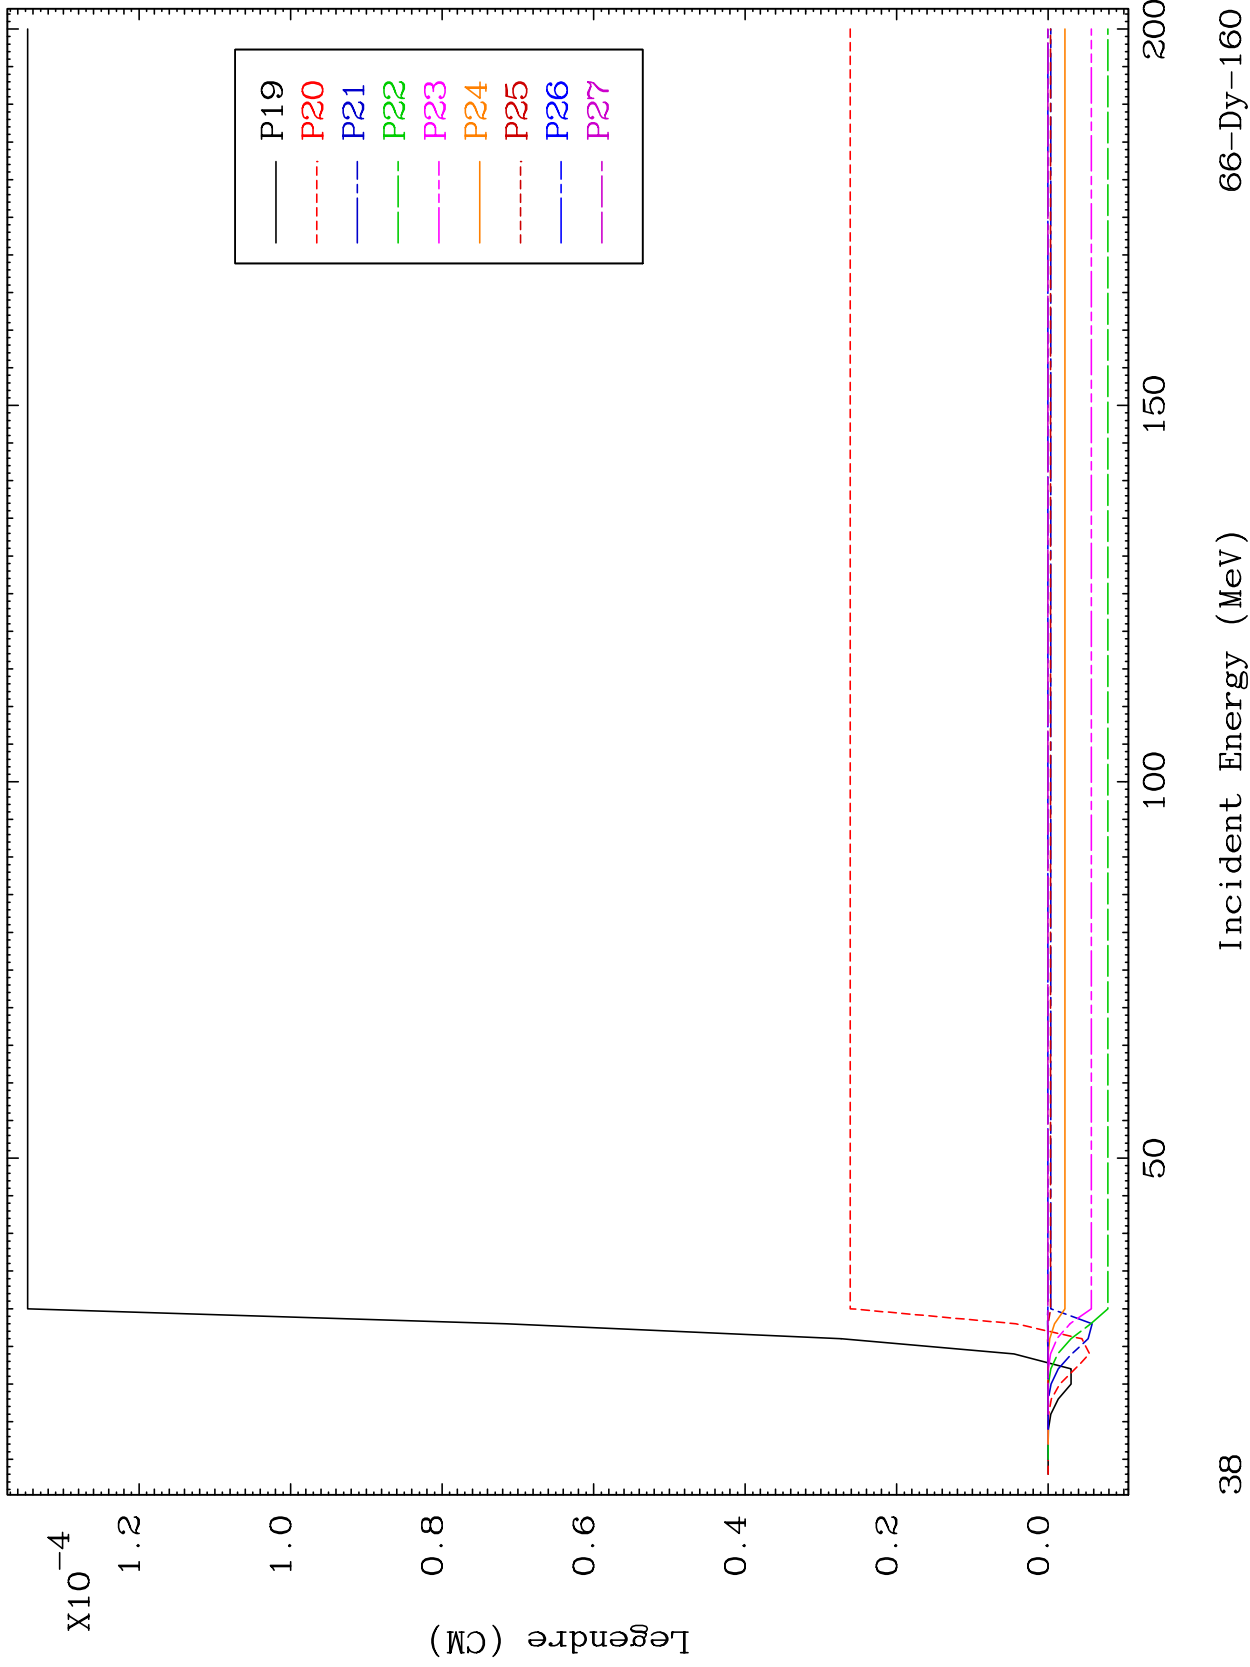 X10-4
1.2
1.0
0.8
0.6
0.4
0.2
0.0
Legendre (CM)
P19
P20
P21
P22
P23
P24
P25
P26
P27
50
100
150
200
Incident Energy (MeV)
38
66-Dy-160